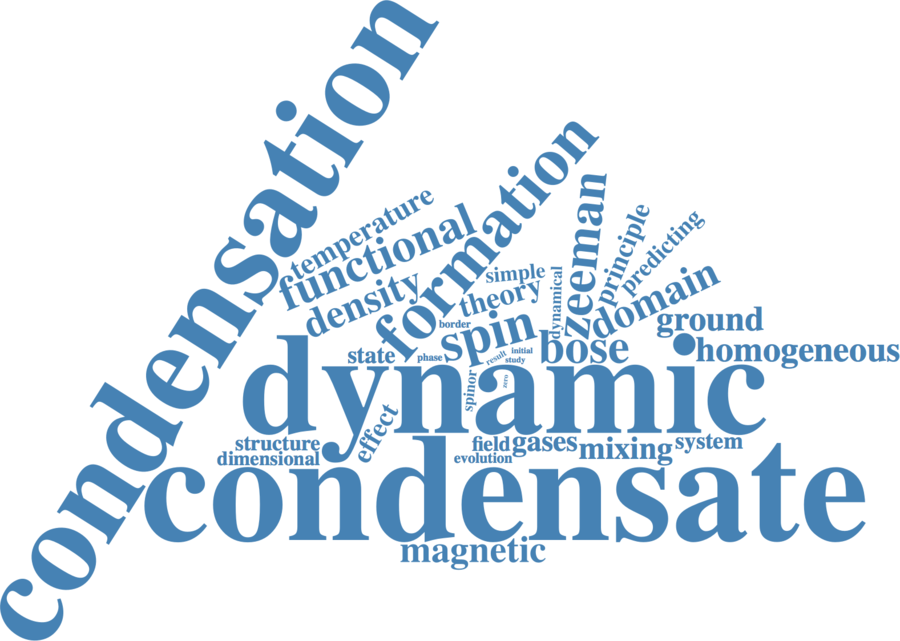 condensation
temperature
functional
density
formation
simple
theory
dynamical
zeeman
principle
predicting
domain
border
spin
bose
ground
homogeneous
state
phase
result
initial
study
zero
spinor
dynamic
effect
structure
dimensional
field
gases
mixing
system
evolution
condensate
magnetic